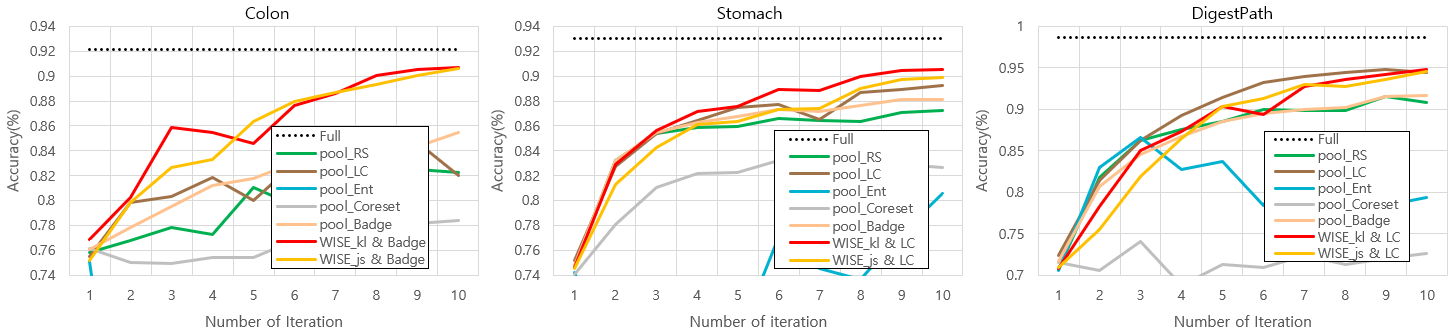 Colon
Accuracy(%)
0.94
0.92
0.9
0.88
0.86
0.84
0.82
0.8
0.78
0.76
0.74
Full
pool_RS
pool_LC
pool_Ent
pool_Coreset
pool_Badge
WISE_kl & Badge
WISE_js & Badge
1 2 3 4 5 6 7 8 9 10
Number of Iteration
Stomach
Accuracy(%)
0.94
0.92
0.9
0.88
0.86
0.84
0.82
0.8
0.78
0.76
0.74
Full
pool_RS
pool_LC
pool_Ent
pool_Coreset
pool_Badge
WISE_kl & LC
WISE_js & LC
1 2 3 4 5 6 7 8 9 10
Number of iteration
DigestPath
Accuracy(%)
1
0.95
0.9
0.85
0.8
0.75
0.7
Full
pool_RS
pool_LC
pool_Ent
pool_Coreset
pool_Badge
WISE_kl & LC
WISE_js & LC
1 2 3 4 5 6 7 8 9 10
Number of Iteration